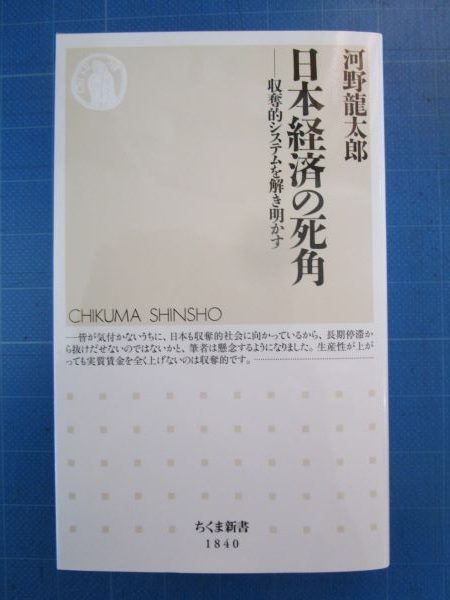 河野龍太郎
日本経済の死角
──収奪的システムを解き明かす
CHIKUMA SHINSHO
──皆が気付かないうちに、日本も収奪的社会に向かっているから、長期停滞か
ら抜けだせないのではないかと、筆者は懸念するようになりました。生産性が上が
っても実質賃金を全く上げないのは収奪的です。……………………
ちくま新書
1840